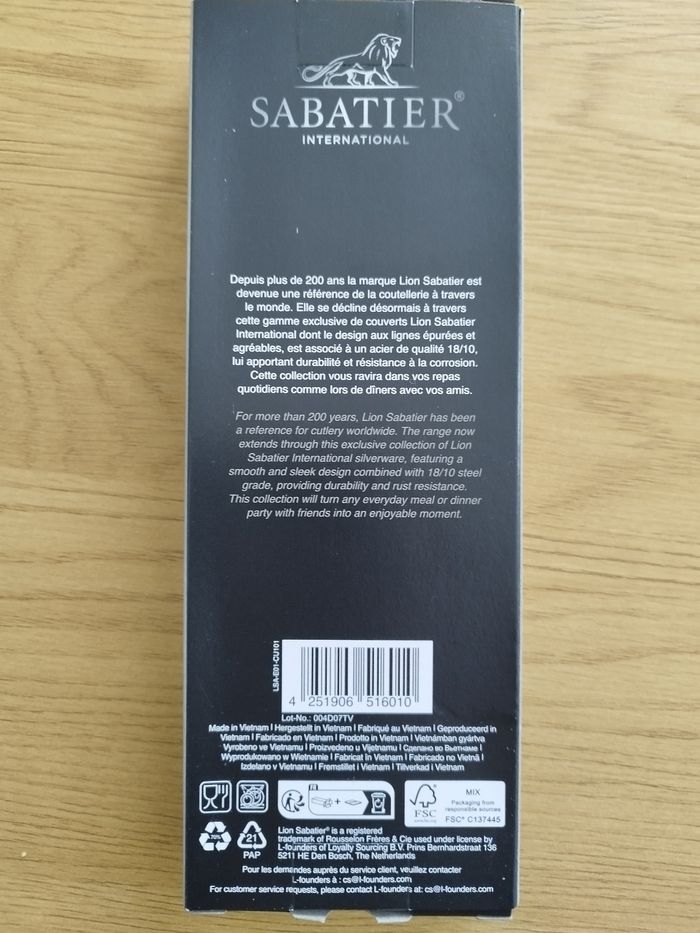 SABATIER®
INTERNATIONAL
Depuis plus de 200 ans la marque Lion Sabatier est
devenue une référence de la coutellerie à travers
le monde. Elle se décline désormais à travers
cette gamme exclusive de couverts Lion Sabatier
International dont le design aux lignes épurées et
agréables, est associé à un acier de qualité 18/10,
lui apportant durabilité et résistance à la corrosion.
Cette collection vous ravira dans vos repas
quotidiens comme lors de dîners avec vos amis.
For more than 200 years, Lion Sabatier has been
a reference for cutlery worldwide. The range now
extends through this exclusive collection of Lion
Sabatier International silverware, featuring a
smooth and sleek design combined with 18/10 steel
grade, providing durability and rust resistance.
This collection will turn any everyday meal or dinner
party with friends into an enjoyable moment.
LSA-E01-CU101
4 251906 516010
Lot-No.: 004D07TV
Made in Vietnam I Hergestellt in Vietnam I Fabriqué au Vietnam I Geproduceerd in
Vietnam I Fabricado en Vietnam I Prodotto in Vietnam I Vietnámban gyártva
Vyrobeno ve Vietnamu I Proizvedeno u Vijetnamu I Сделано во Вьетнаме I
Wyprodukowano w Wietnamie I Fabricat în Vietnam I Fabricado no Vietnã I
Izdelano v Vietnamu I Fremstillet i Vietnam I Tillverkad i Vietnam
FR
+
FSC
MIX
Packaging from
responsible sources
FSC® C137445
70%
21
PAP
Lion Sabatier® is a registered
trademark of Rousselon Frères & Cie used under license by
L-founders of Loyalty Sourcing B.V. Prins Bernhardstraat 136
5211 HE Den Bosch, The Netherlands
Pour les demandes auprès du service client, veuillez contacter
L-founders à : cs@l-founders.com
For customer service requests, please contact L-founders at: cs@l-founders.com